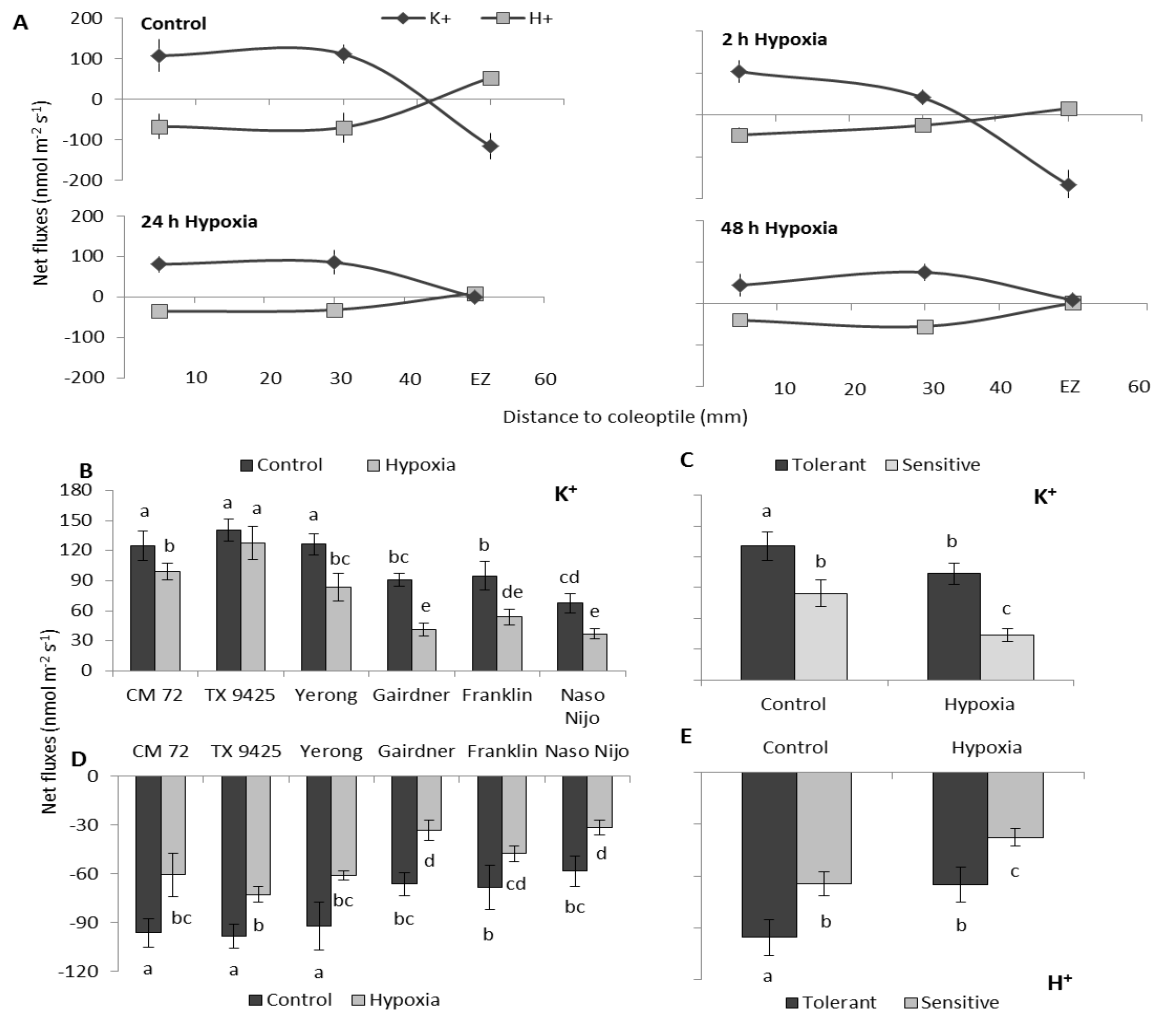 A
Control
K+ H+
2 h Hypoxia
200
100
0
-100
-200
24 h Hypoxia
48 h Hypoxia
200
100
0
-100
-200
Net fluxes (nmol m-2 s-1)
10 20 30 40 EZ 60
10 20 30 40 EZ 60
Distance to coleoptile (mm)
B
Control Hypoxia
K+
180
150
120
90
60
30
0
a b a a a bc bc e b de cd e
CM 72 TX 9425 Yerong Gairdner Franklin Naso Nijo
C
Tolerant Sensitive
K+
a b b c
Control Hypoxia
Net fluxes (nmol m-2 s-1)
D
CM 72 TX 9425 Yerong Gairdner Franklin Naso Nijo
0
-30
-60
-90
-120
a bc a b a bc bc d b cd bc d
Control Hypoxia
E
Control Hypoxia
a b b c
H+
Tolerant Sensitive